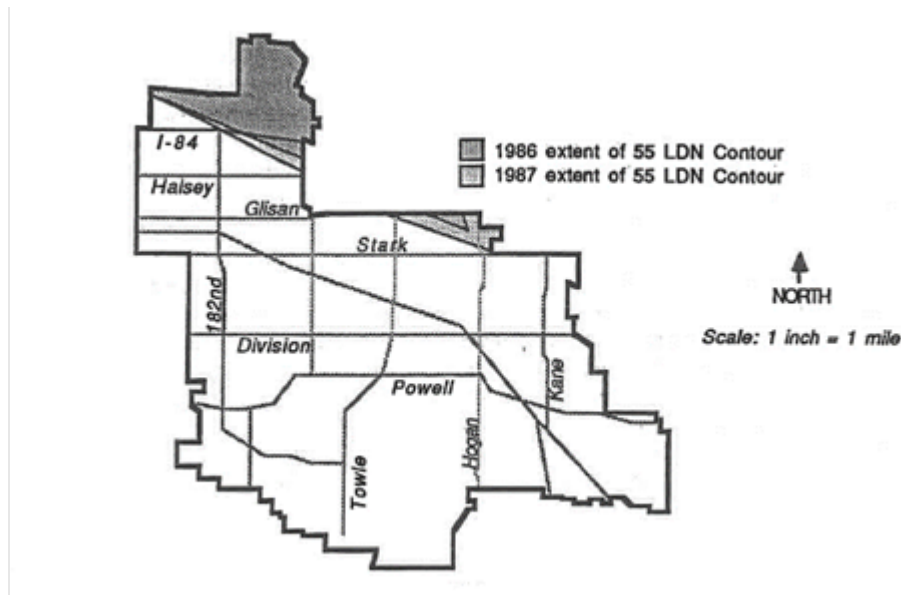 1986 extent of 55 LDN Contour
1987 extent of 55 LDN Contour
I-84
Halsey
Glisan
Stark
NORTH
182nd
Scale: 1 inch = 1 mile
Division
Powell
Kane
Hogan
Towle